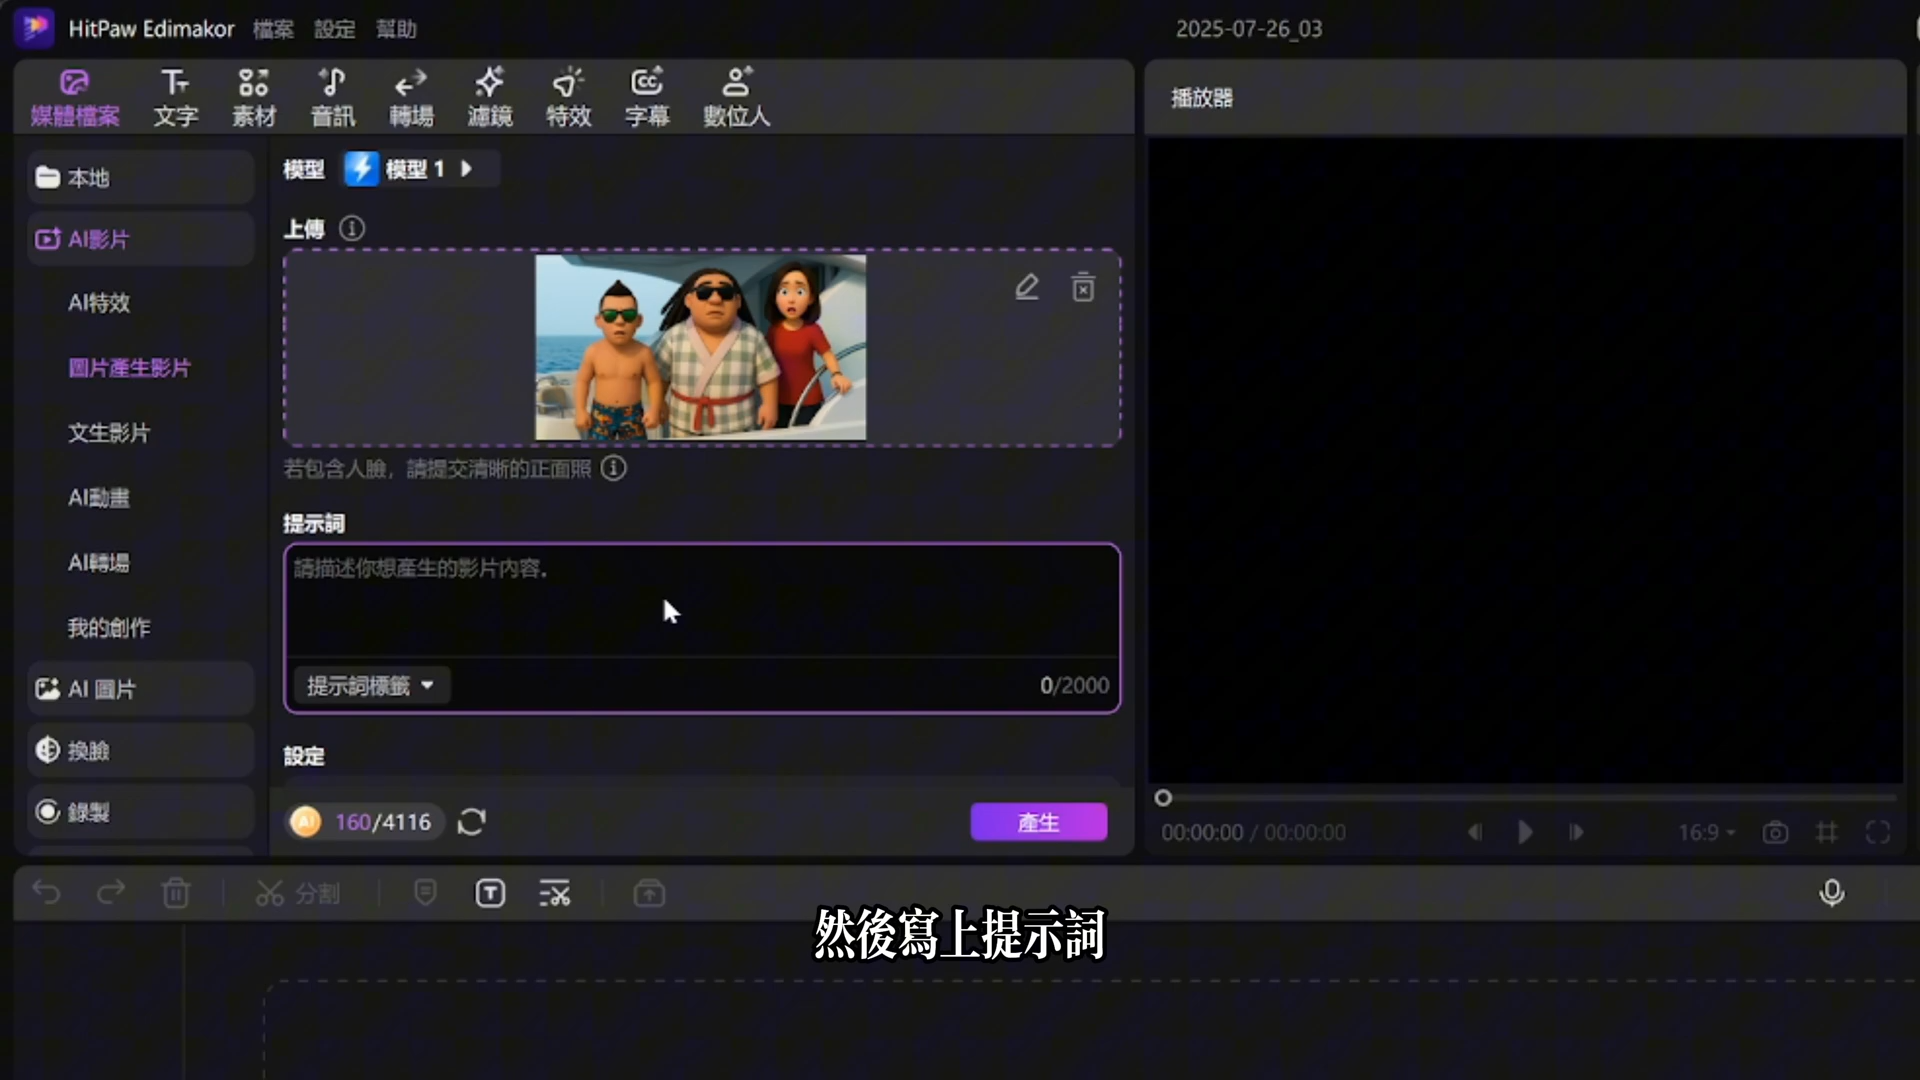 HitPaw Edimakor 檔案 設定 幫助 2025-07-26_03
媒體檔案 文字 素材 音訊 轉場 濾鏡 特效 字幕 數位人
播放器
本地
AI影片
AI特效
圖片產生影片
文生影片
AI動畫
AI轉場
我的創作
AI 圖片
換臉
錄製
模型 模型 1
上傳
若包含人臉，請提交清晰的正面照
提示詞
請描述你想產生的影片內容。
提示詞標籤 0/2000
設定
AI 160/4116 產生
00:00:00 / 00:00:00 16:9
分割
然後寫上提示詞